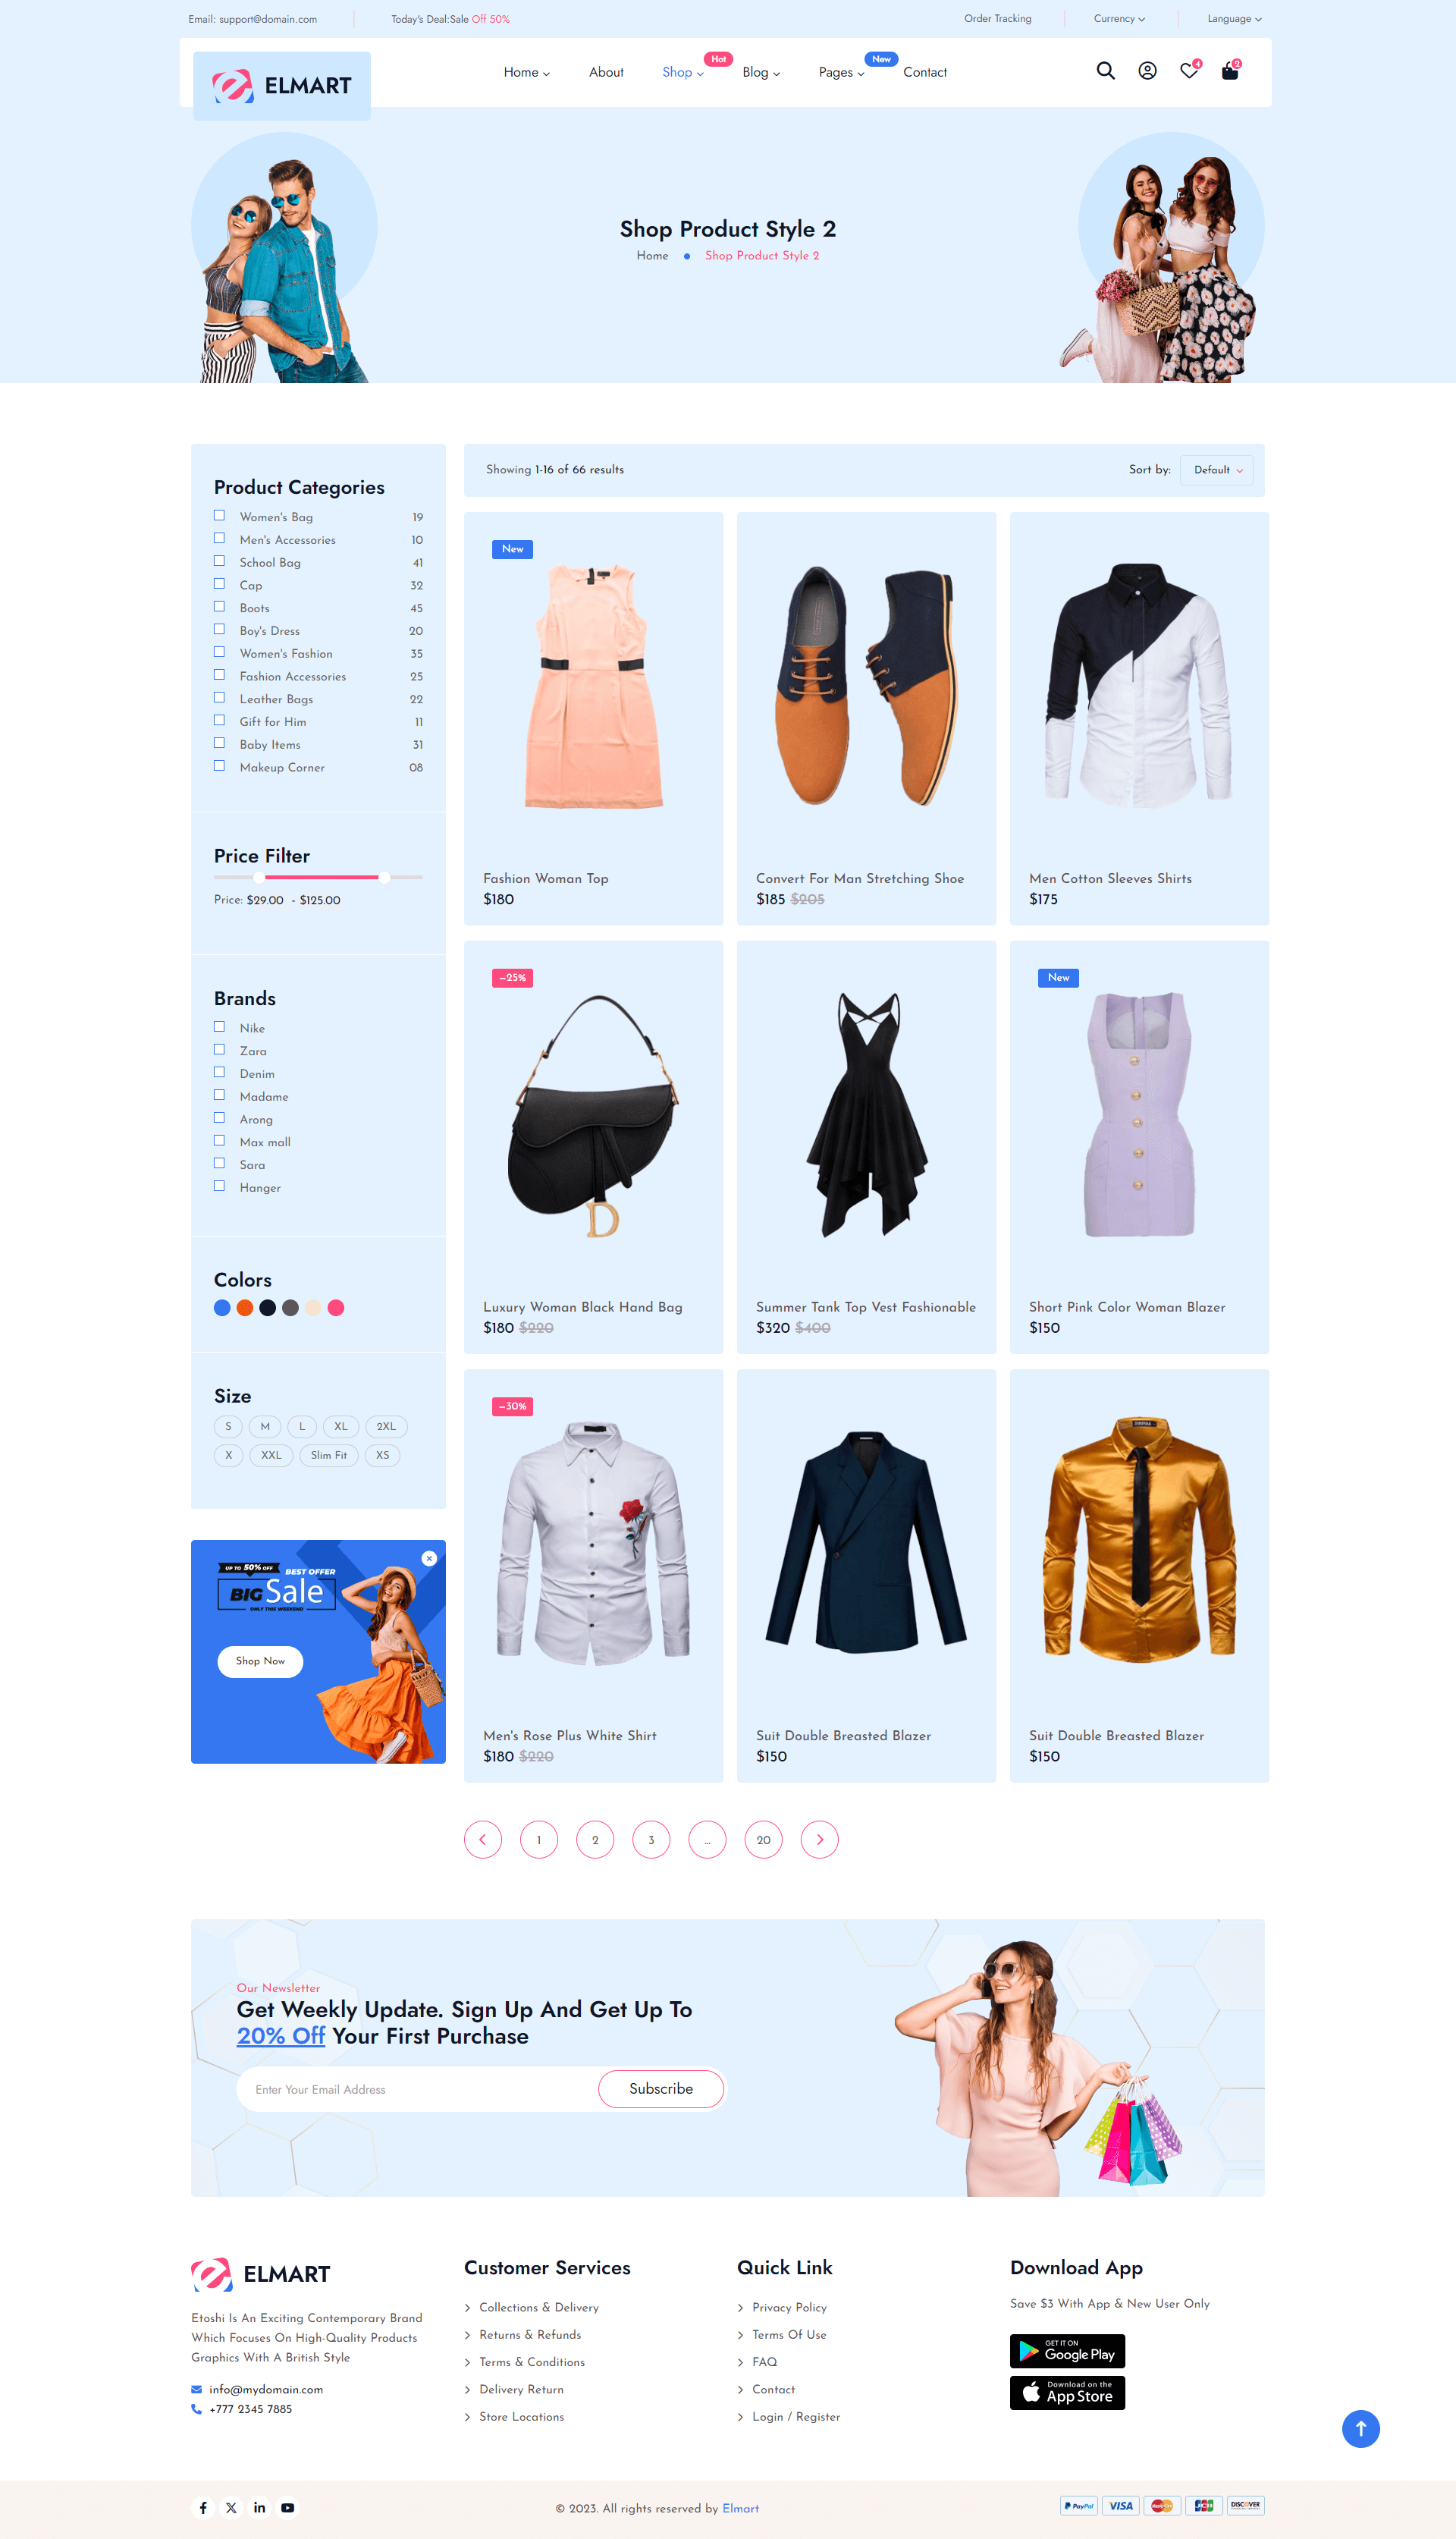 Email: support@domain.com
Today's Deal:Sale Off 50%
Order Tracking
Currency
Language
ELMART
Home
About
Shop
Hot
Blog
Pages
New
Contact
4
2
Shop Product Style 2
Home
Shop Product Style 2
Product Categories
Women's Bag 19
Men's Accessories 10
School Bag 41
Cap 32
Boots 45
Boy's Dress 20
Women's Fashion 35
Fashion Accessories 25
Leather Bags 22
Gift for Him 11
Baby Items 31
Makeup Corner 08
Price Filter
Price: $29.00 - $125.00
Brands
Nike
Zara
Denim
Madame
Arong
Max mall
Sara
Hanger
Colors
Size
S M L XL 2XL
X XXL Slim Fit XS
UP TO 50% OFF
BEST OFFER
BIG Sale
ONLY THIS WEEKEND
Shop Now
Showing 1-16 of 66 results
Sort by: Default
New
Fashion Woman Top
$180
Convert For Man Stretching Shoe
$185 $205
Men Cotton Sleeves Shirts
$175
–25%
D
Luxury Woman Black Hand Bag
$180 $220
Summer Tank Top Vest Fashionable
$320 $400
New
Short Pink Color Woman Blazer
$150
–30%
Men's Rose Plus White Shirt
$180 $220
Suit Double Breasted Blazer
$150
Suit Double Breasted Blazer
$150
1 2 3 ... 20
Our Newsletter
Get Weekly Update. Sign Up And Get Up To
20% Off Your First Purchase
Enter Your Email Address
Subscribe
ELMART
Etoshi Is An Exciting Contemporary Brand
Which Focuses On High-Quality Products
Graphics With A British Style
info@mydomain.com
+777 2345 7885
Customer Services
Collections & Delivery
Returns & Refunds
Terms & Conditions
Delivery Return
Store Locations
Quick Link
Privacy Policy
Terms Of Use
FAQ
Contact
Login / Register
Download App
Save $3 With App & New User Only
GET IT ON
Google Play
Download on the
App Store
© 2023. All rights reserved by Elmart
PayPal
VISA
MasterCard
JCB
DISCOVER